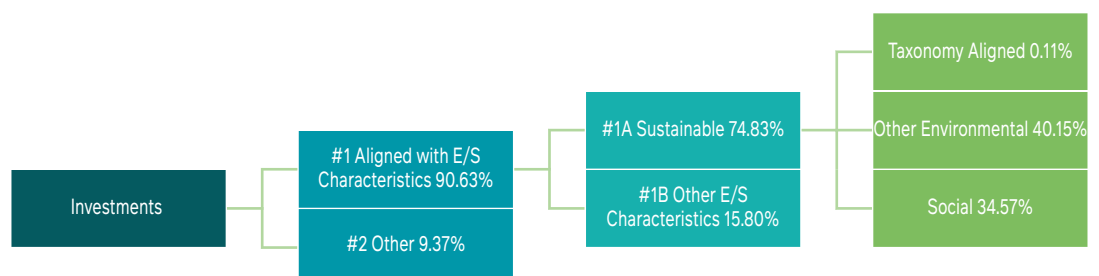 Investments
#1 Aligned with E/S
Characteristics 90.63%
#2 Other 9.37%
#1A Sustainable 74.83%
#1B Other E/S
Characteristics 15.80%
Taxonomy Aligned 0.11%
Other Environmental 40.15%
Social 34.57%